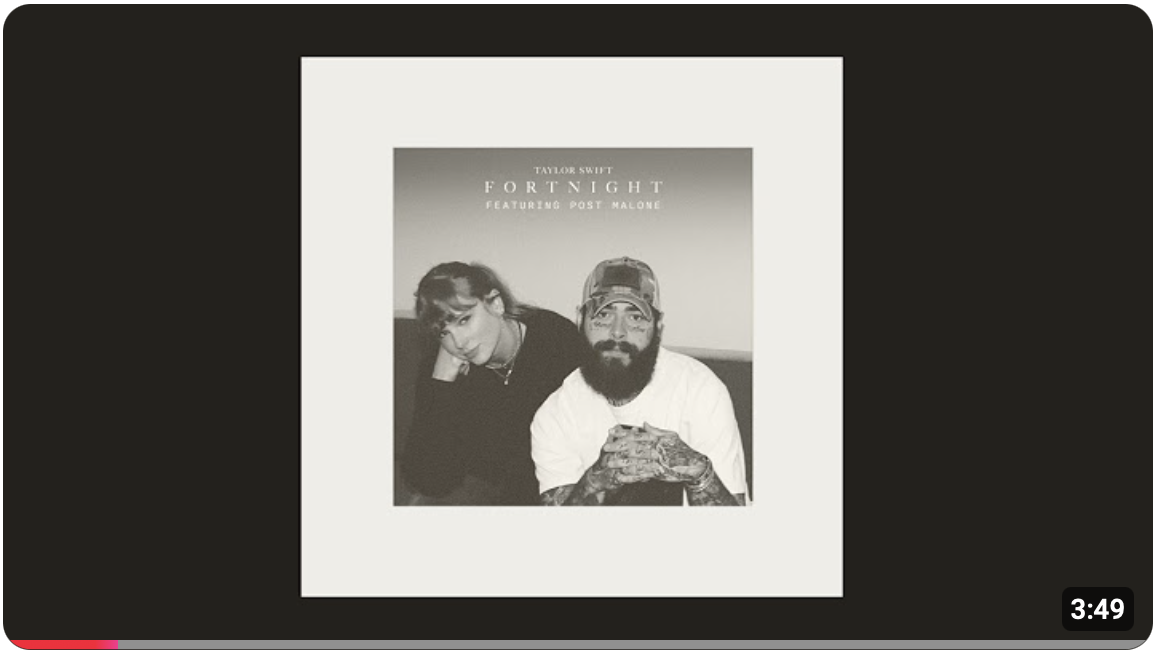 TAYLOR SWIFT
FORTNIGHT
FEATURING POST MALONE
3:49